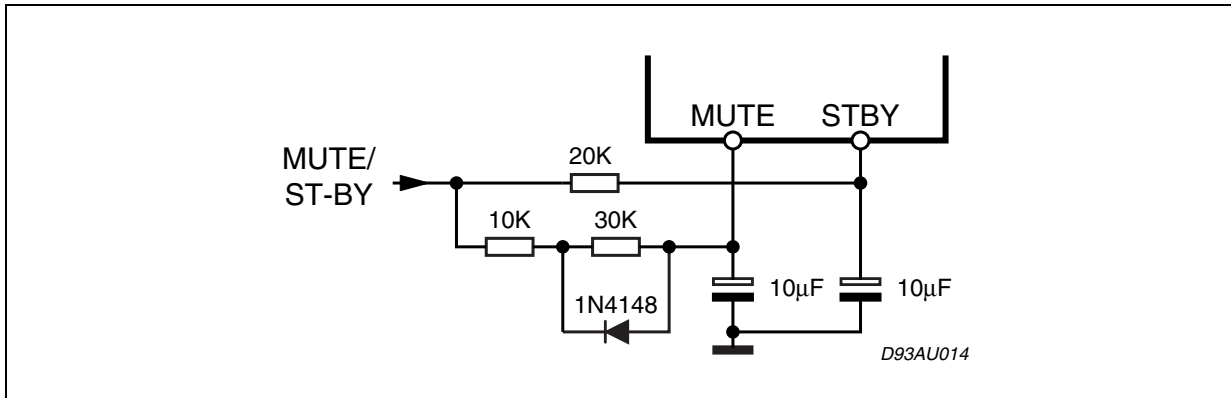 MUTE STBY
MUTE/
ST-BY
20K
10K 30K
1N4148
10μF 10μF
D93AU014